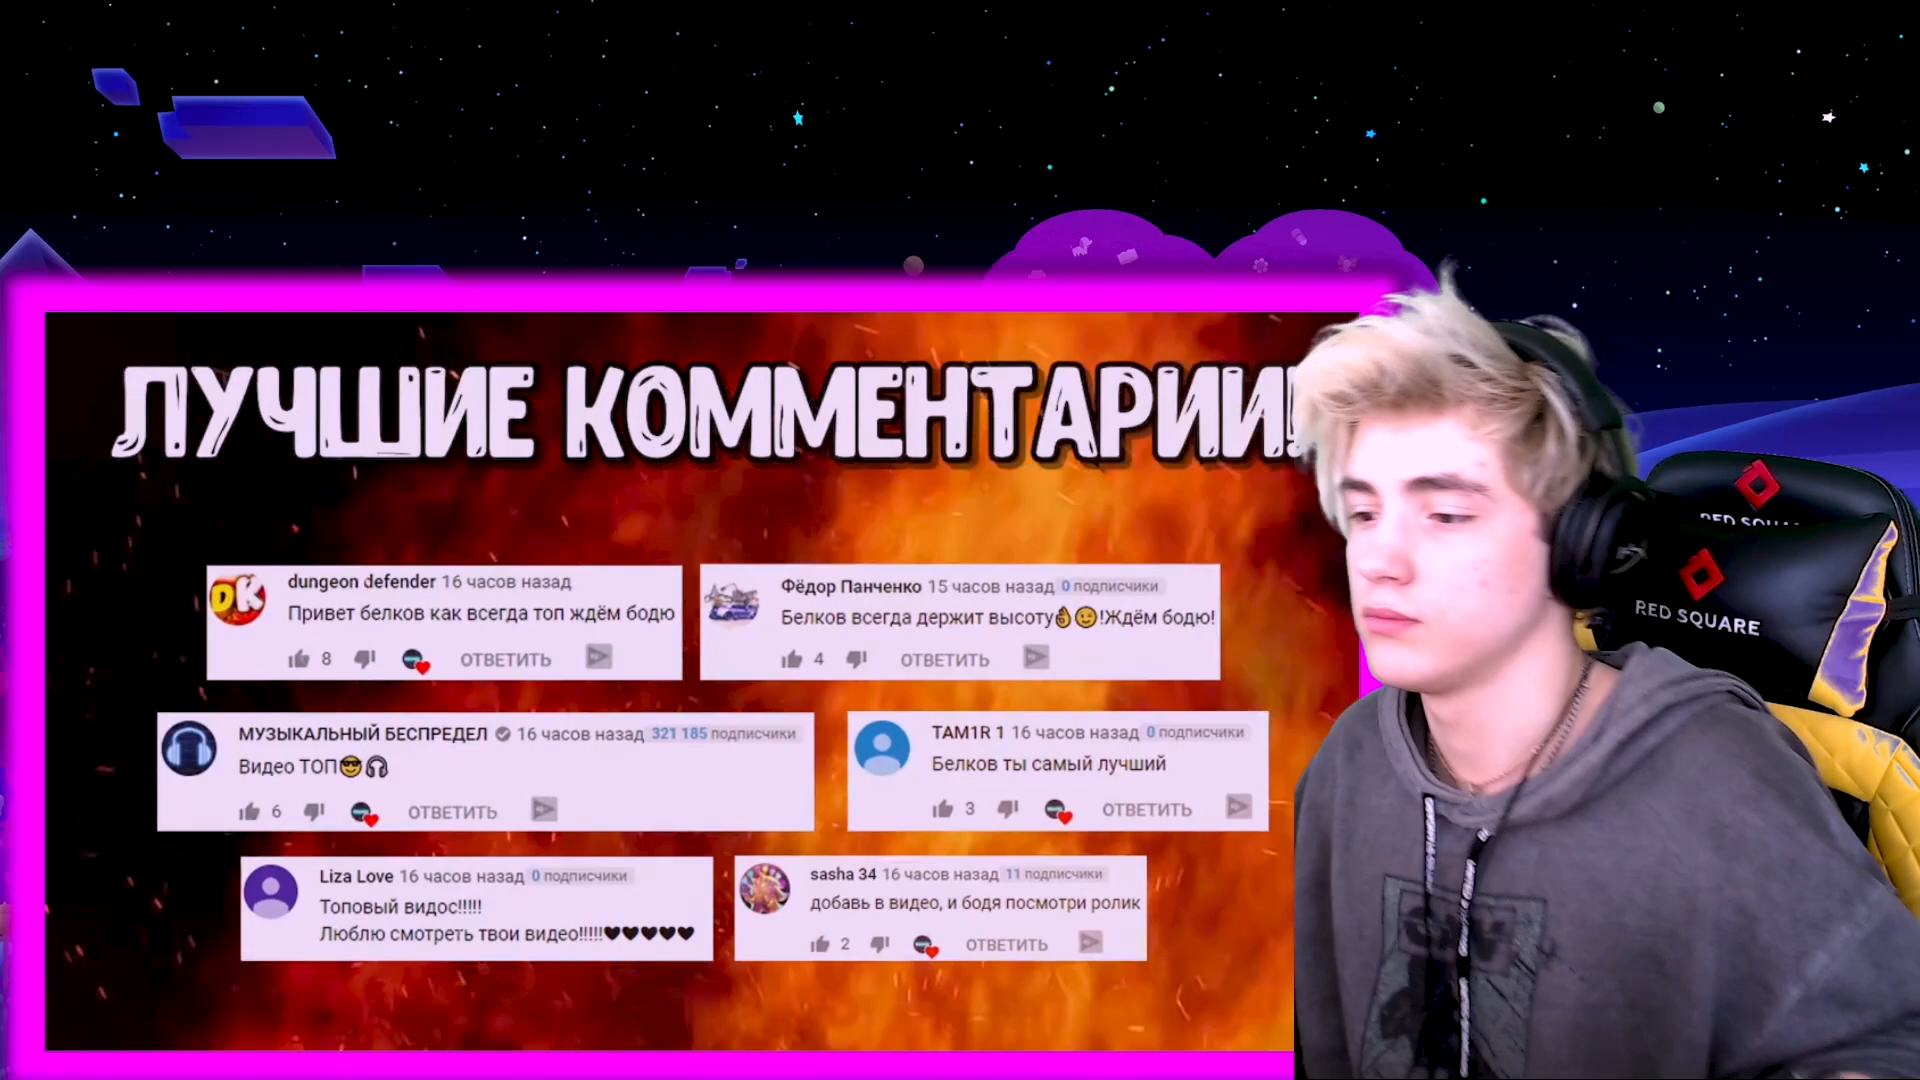 ЛУЧШИЕ КОММЕНТАРИИ!
dungeon defender 16 часов назад
Привет белков как всегда топ ждём бодю
8 ОТВЕТИТЬ
Фёдор Панченко 15 часов назад 0 подписчики
Белков всегда держит высоту👌😉!Ждём бодю!
4 ОТВЕТИТЬ
МУЗЫКАЛЬНЫЙ БЕСПРЕДЕЛ 16 часов назад 321 185 подписчики
Видео ТОП😎🎧
6 ОТВЕТИТЬ
TAM1R 1 16 часов назад 0 подписчики
Белков ты самый лучший
3 ОТВЕТИТЬ
Liza Love 16 часов назад 0 подписчики
Топовый видос!!!!!
Люблю смотреть твои видео!!!!!🖤🖤🖤🖤🖤
sasha 34 16 часов назад 11 подписчики
добавь в видео, и бодя посмотри ролик
2 ОТВЕТИТЬ
DK
RED SQUARE